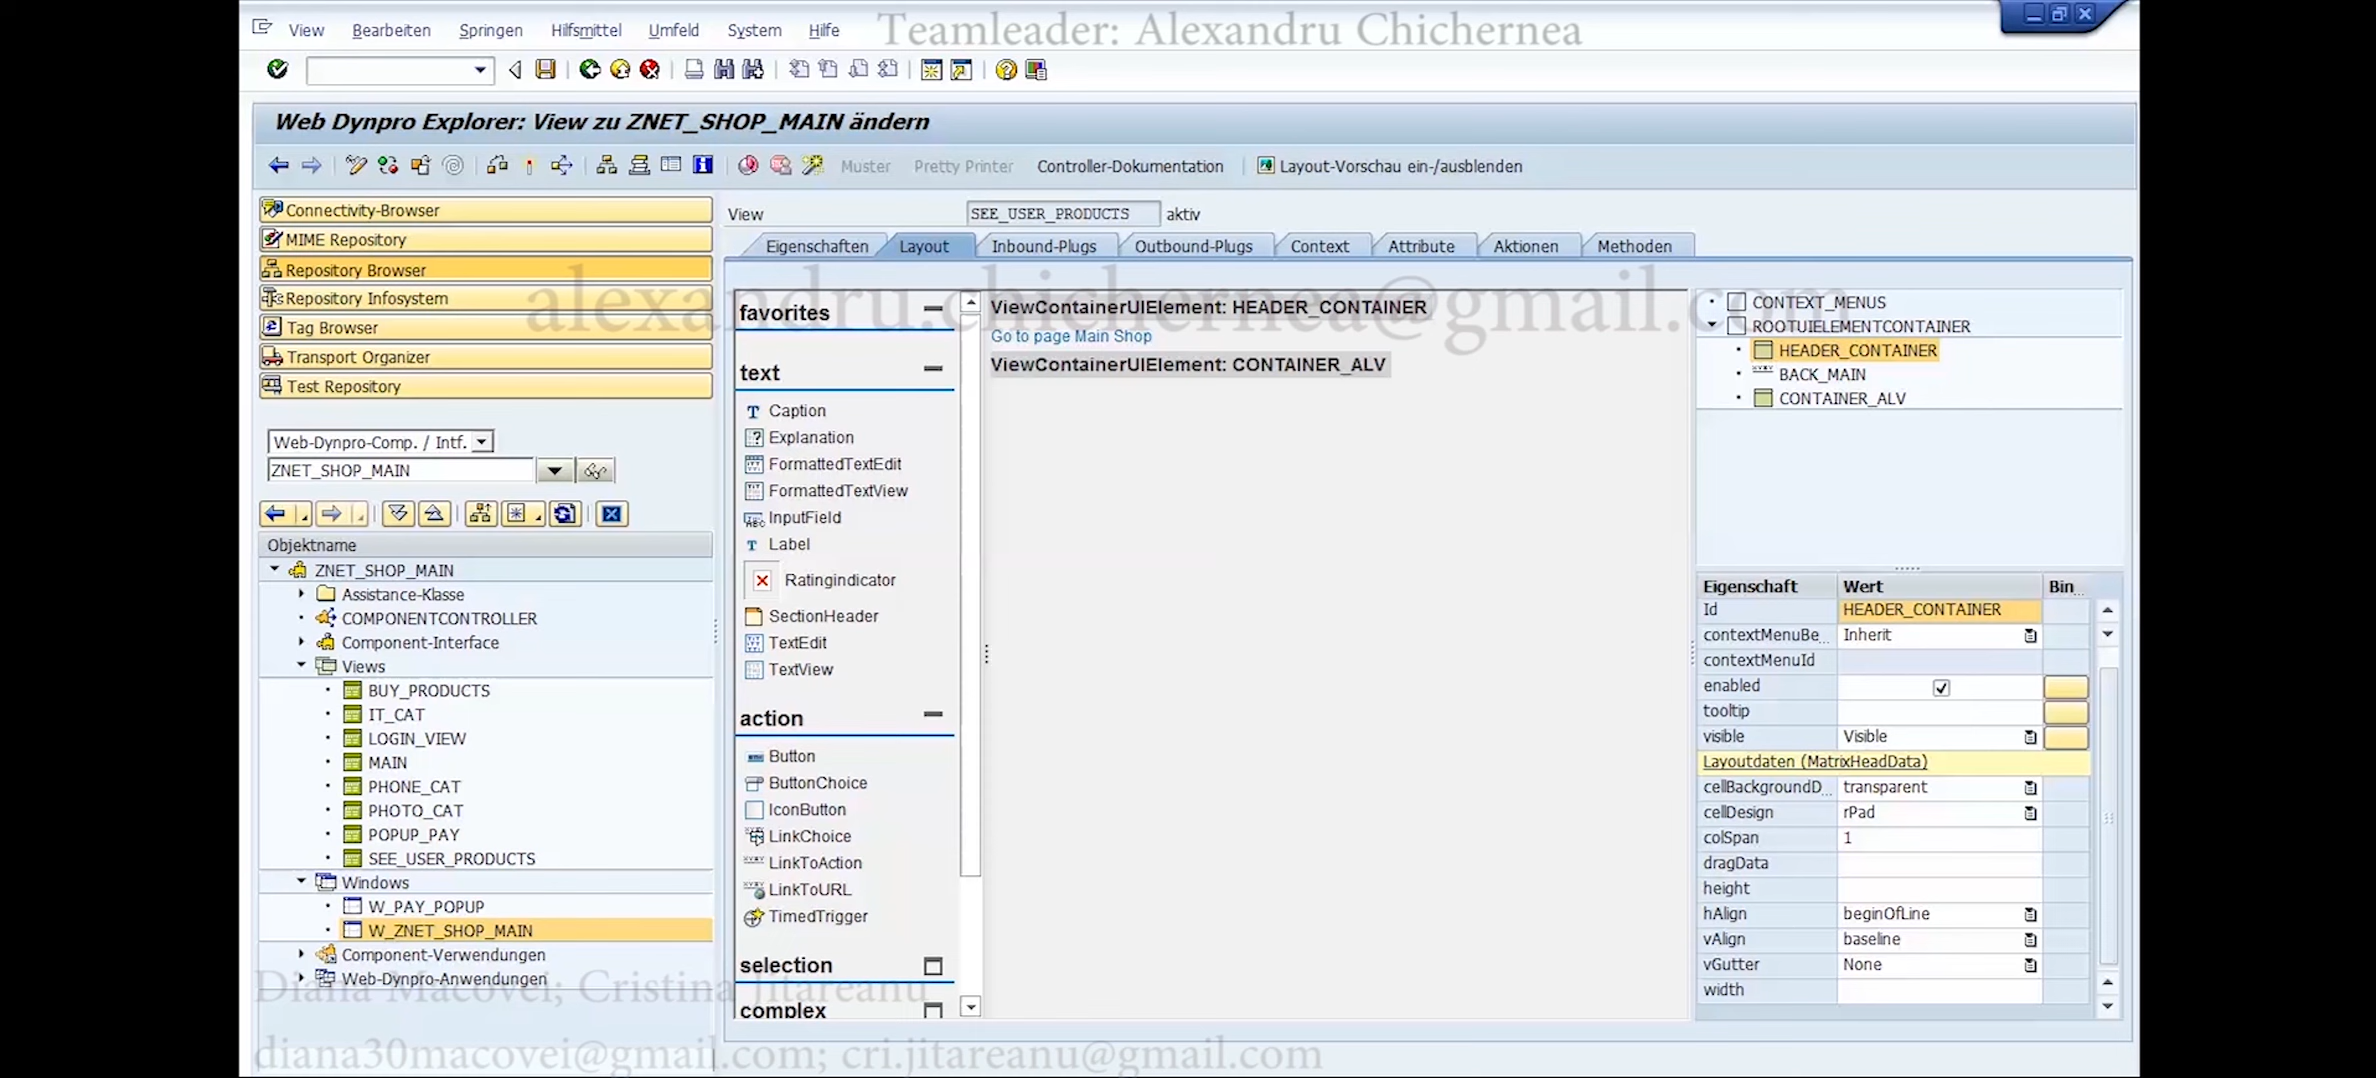 View Bearbeiten Springen Hilfsmittel Umfeld System Hilfe
Teamleader: Alexandru Chichernea
Web Dynpro Explorer: View zu ZNET_SHOP_MAIN ändern
Muster Pretty Printer Controller-Dokumentation Layout-Vorschau ein-/ausblenden
Connectivity-Browser
MIME Repository
Repository Browser
Repository Infosystem
Tag Browser
Transport Organizer
Test Repository
Web-Dynpro-Comp. / Intf.
ZNET_SHOP_MAIN
Objektname
ZNET_SHOP_MAIN
Assistance-Klasse
COMPONENTCONTROLLER
Component-Interface
Views
BUY_PRODUCTS
IT_CAT
LOGIN_VIEW
MAIN
PHONE_CAT
PHOTO_CAT
POPUP_PAY
SEE_USER_PRODUCTS
Windows
W_PAY_POPUP
W_ZNET_SHOP_MAIN
Component-Verwendungen
Web-Dynpro-Anwendungen
View SEE_USER_PRODUCTS aktiv
Eigenschaften Layout Inbound-Plugs Outbound-Plugs Context Attribute Aktionen Methoden
alexandru.chichernea@gmail.com
favorites
text
Caption
Explanation
FormattedTextEdit
FormattedTextView
InputField
Label
Ratingindicator
SectionHeader
TextEdit
TextView
action
Button
ButtonChoice
IconButton
LinkChoice
LinkToAction
LinkToURL
TimedTrigger
selection
complex
ViewContainerUIElement: HEADER_CONTAINER
Go to page Main Shop
ViewContainerUIElement: CONTAINER_ALV
CONTEXT_MENUS
ROOTUIELEMENTCONTAINER
HEADER_CONTAINER
BACK_MAIN
CONTAINER_ALV
Eigenschaft Wert Bin...
Id HEADER_CONTAINER
contextMenuBe... Inherit
contextMenuId
enabled
tooltip
visible Visible
Layoutdaten (MatrixHeadData)
cellBackgroundD... transparent
cellDesign rPad
colSpan 1
dragData
height
hAlign beginOfLine
vAlign baseline
vGutter None
width
Diana Macovei; Cristina Jitareanu
diana30macovei@gmail.com; cri.jitareanu@gmail.com